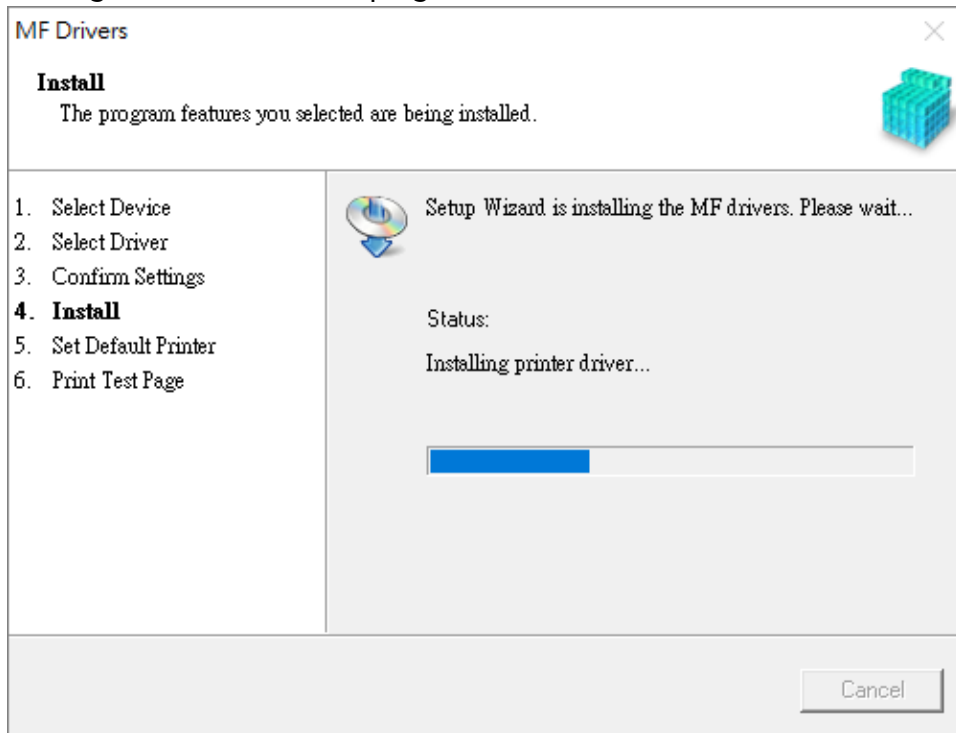 MF Drivers
Install
The program features you selected are being installed.
1. Select Device
2. Select Driver
3. Confirm Settings
4. Install
5. Set Default Printer
6. Print Test Page
Setup Wizard is installing the MF drivers. Please wait...
Status:
Installing printer driver...
Cancel